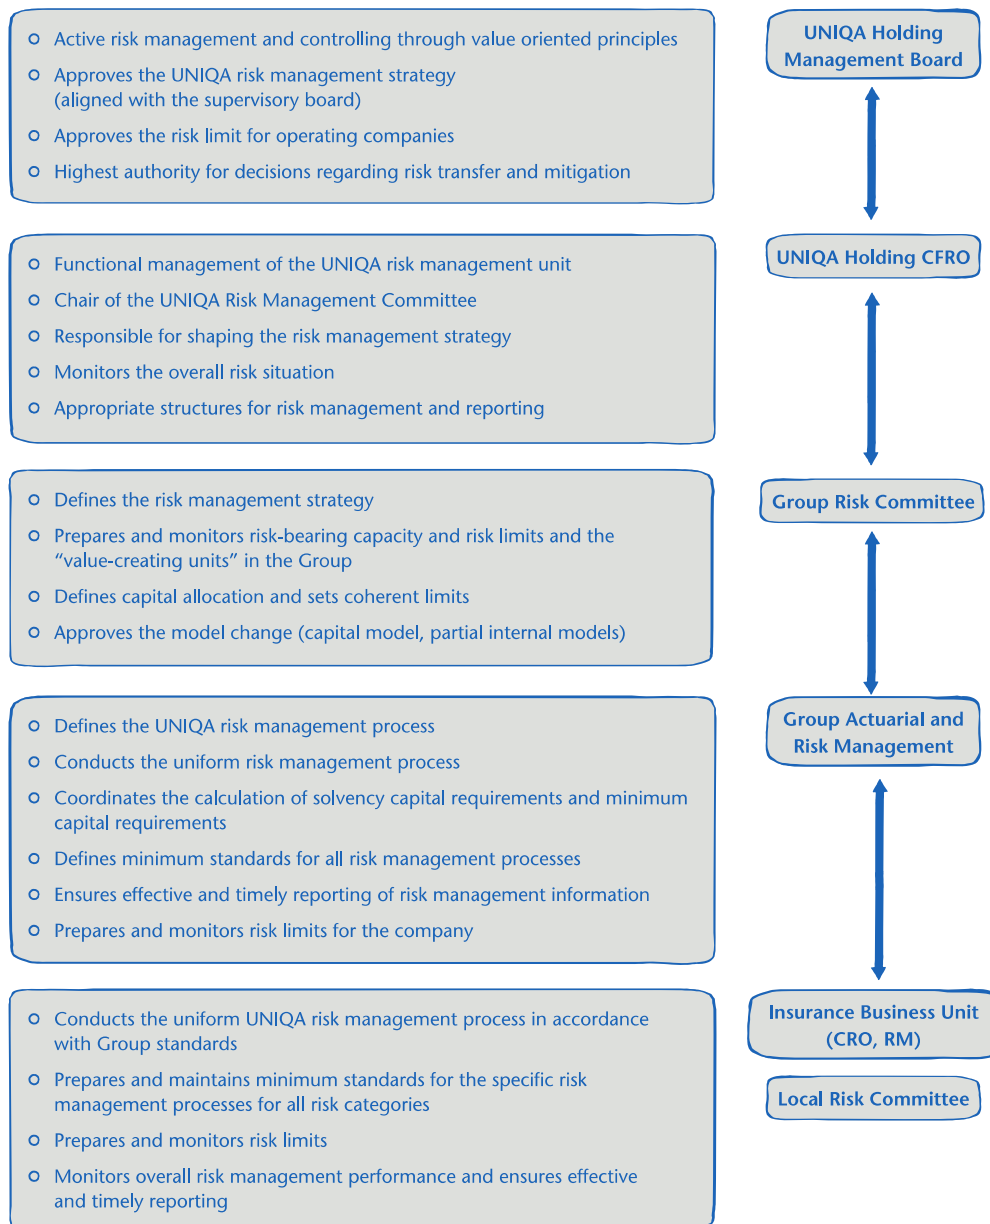 Active risk management and controlling through value oriented principles
Approves the UNIQA risk management strategy
(aligned with the supervisory board)
Approves the risk limit for operating companies
Highest authority for decisions regarding risk transfer and mitigation
UNIQA Holding
Management Board
Functional management of the UNIQA risk management unit
Chair of the UNIQA Risk Management Committee
Responsible for shaping the risk management strategy
Monitors the overall risk situation
Appropriate structures for risk management and reporting
UNIQA Holding CFRO
Defines the risk management strategy
Prepares and monitors risk-bearing capacity and risk limits and the
“value-creating units” in the Group
Defines capital allocation and sets coherent limits
Approves the model change (capital model, partial internal models)
Group Risk Committee
Defines the UNIQA risk management process
Conducts the uniform risk management process
Coordinates the calculation of solvency capital requirements and minimum
capital requirements
Defines minimum standards for all risk management processes
Ensures effective and timely reporting of risk management information
Prepares and monitors risk limits for the company
Group Actuarial and
Risk Management
Conducts the uniform UNIQA risk management process in accordance
with Group standards
Prepares and maintains minimum standards for the specific risk
management processes for all risk categories
Prepares and monitors risk limits
Monitors overall risk management performance and ensures effective
and timely reporting
Insurance Business Unit
(CRO, RM)
Local Risk Committee